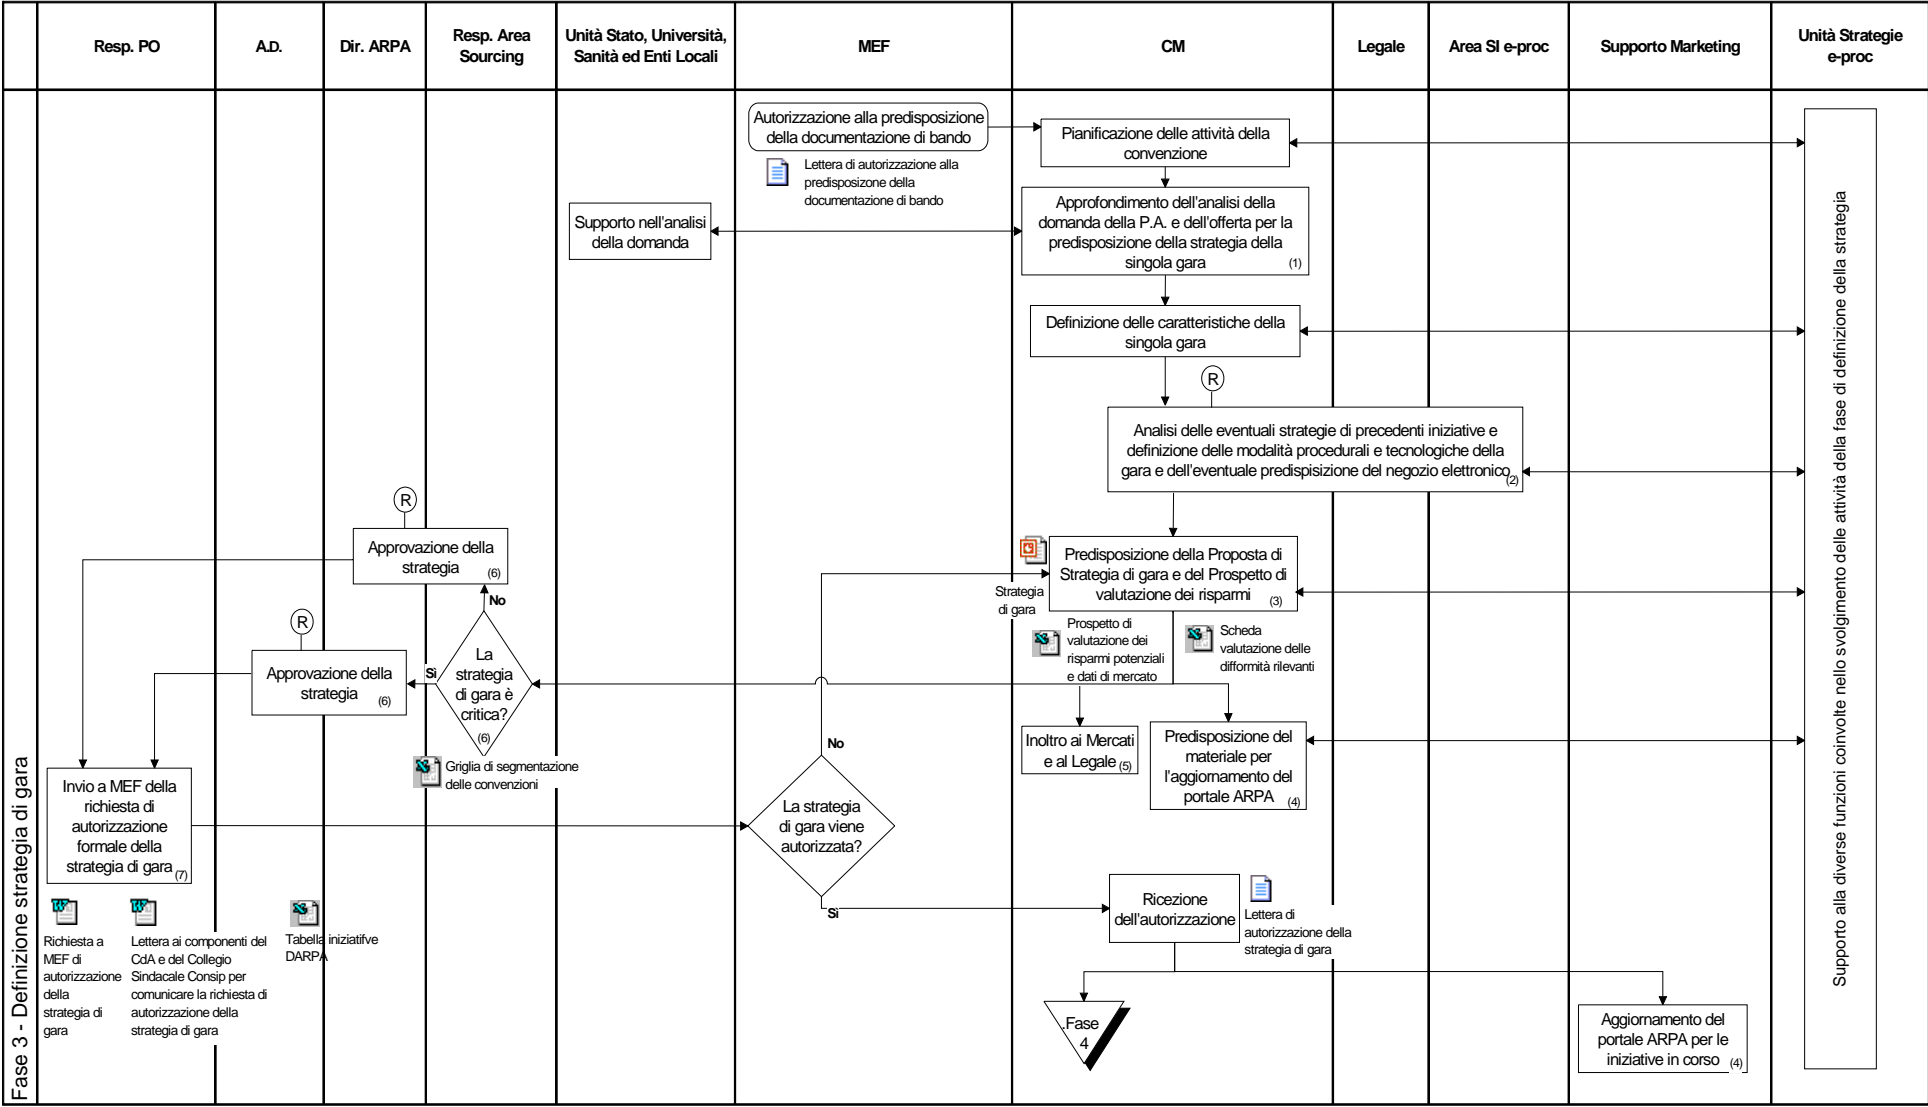 Resp. PO
A.D.
Dir. ARPA
Resp. Area
Sourcing
Unità Stato, Università,
Sanità ed Enti Locali
MEF
CM
Legale
Area SI e-proc
Supporto Marketing
Unità Strategie
e-proc
Fase 3 - Definizione strategia di gara
Autorizzazione alla predisposizione
della documentazione di bando
Lettera di autorizzazione alla
predisposizone della
documentazione di bando
Pianificazione delle attività della
convenzione
Supporto nell'analisi
della domanda
Approfondimento dell'analisi della
domanda della P.A. e dell'offerta per la
predisposizione della strategia della
singola gara
(1)
Definizione delle caratteristiche della
singola gara
R
Analisi delle eventuali strategie di precedenti iniziative e
definizione delle modalità procedurali e tecnologiche della
gara e dell'eventuale predispisizione del negozio elettronico
(2)
R
Approvazione della
strategia
(6)
No
Strategia
di gara
Predisposizione della Proposta di
Strategia di gara e del Prospetto di
valutazione dei risparmi
(3)
Prospetto di
valutazione dei
risparmi potenziali
e dati di mercato
Scheda
valutazione delle
difformità rilevanti
R
Approvazione della
strategia
(6)
Sì
La
strategia
di gara è
critica?
(6)
Griglia di segmentazione
delle convenzioni
Inoltro ai Mercati
e al Legale (5)
Predisposizione del
materiale per
l'aggiornamento del
portale ARPA
(4)
No
La strategia
di gara viene
autorizzata?
Sì
Invio a MEF della
richiesta di
autorizzazione
formale della
strategia di gara
(7)
Richiesta a
MEF di
autorizzazione
della
strategia di
gara
Lettera ai componenti del
CdA e del Collegio
Sindacale Consip per
comunicare la richiesta di
autorizzazione della
strategia di gara
Tabella iniziatifve
DARPA
Ricezione
dell'autorizzazione
Lettera di
autorizzazione della
strategia di gara
.Fase
4
Aggiornamento del
portale ARPA per le
iniziative in corso
(4)
Supporto alla diverse funzioni coinvolte nello svolgimento delle attività della fase di definizione della strategia